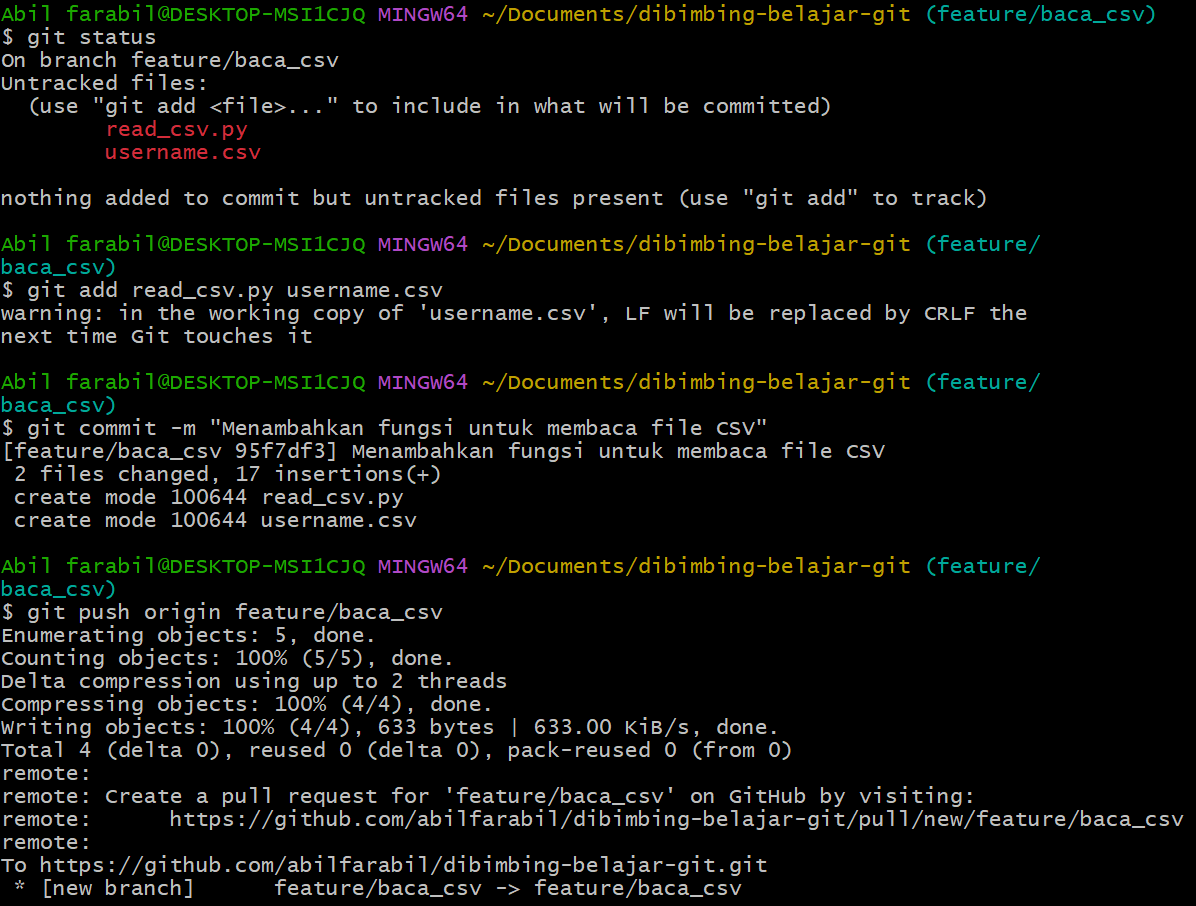 Abil farabil@DESKTOP-MSI1CJQ MINGW64 ~/Documents/dibimbing-belajar-git (feature/baca_csv)
$ git status
On branch feature/baca_csv
Untracked files:
  (use "git add <file>..." to include in what will be committed)
        read_csv.py
        username.csv

nothing added to commit but untracked files present (use "git add" to track)

Abil farabil@DESKTOP-MSI1CJQ MINGW64 ~/Documents/dibimbing-belajar-git (feature/
baca_csv)
$ git add read_csv.py username.csv
warning: in the working copy of 'username.csv', LF will be replaced by CRLF the
next time Git touches it

Abil farabil@DESKTOP-MSI1CJQ MINGW64 ~/Documents/dibimbing-belajar-git (feature/
baca_csv)
$ git commit -m "Menambahkan fungsi untuk membaca file CSV"
[feature/baca_csv 95f7df3] Menambahkan fungsi untuk membaca file CSV
 2 files changed, 17 insertions(+)
 create mode 100644 read_csv.py
 create mode 100644 username.csv

Abil farabil@DESKTOP-MSI1CJQ MINGW64 ~/Documents/dibimbing-belajar-git (feature/
baca_csv)
$ git push origin feature/baca_csv
Enumerating objects: 5, done.
Counting objects: 100% (5/5), done.
Delta compression using up to 2 threads
Compressing objects: 100% (4/4), done.
Writing objects: 100% (4/4), 633 bytes | 633.00 KiB/s, done.
Total 4 (delta 0), reused 0 (delta 0), pack-reused 0 (from 0)
remote:
remote: Create a pull request for 'feature/baca_csv' on GitHub by visiting:
remote:      https://github.com/abilfarabil/dibimbing-belajar-git/pull/new/feature/baca_csv
remote:
To https://github.com/abilfarabil/dibimbing-belajar-git.git
 * [new branch]      feature/baca_csv -> feature/baca_csv